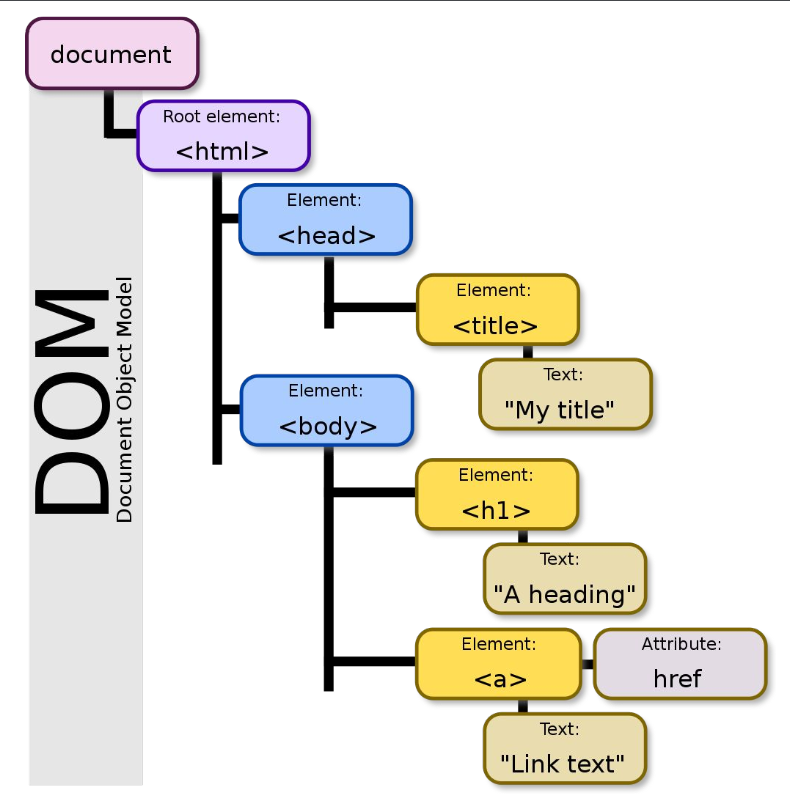 document
Root element:
<html>
Element:
<head>
Element:
<title>
Text:
"My title"
Element:
<body>
Element:
<h1>
Text:
"A heading"
Element:
<a>
Attribute:
href
Text:
"Link text"
DOM
Document Object Model